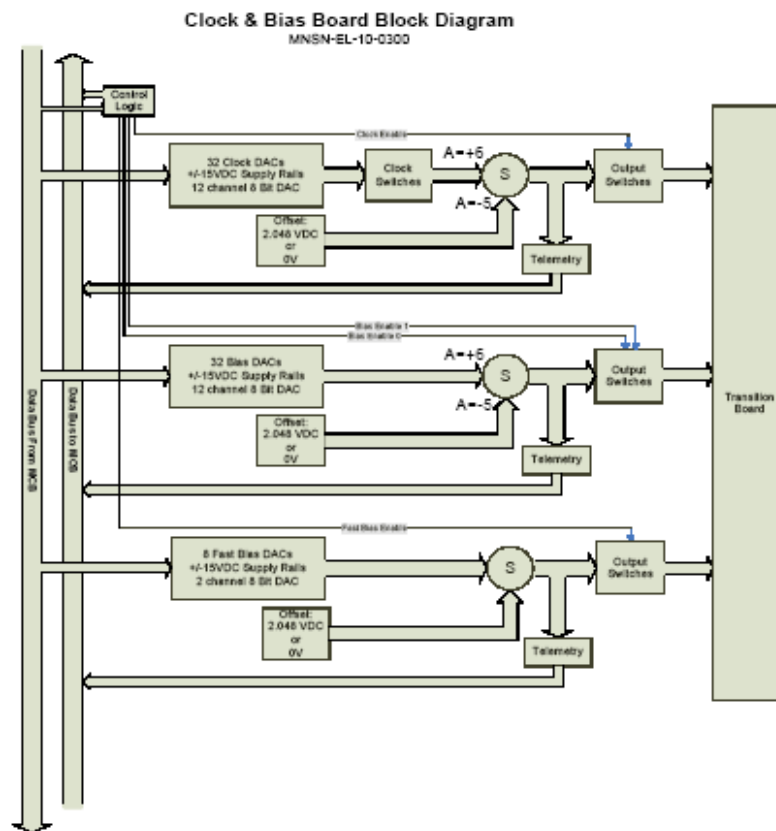 Clock & Bias Board Block Diagram
MNSN-EL-10-0300
Control
Logic
Clock Enable
32 Clock DACs
+/-15VDC Supply Rails
12 channel 8 Bit DAC
Clock
Switches
A=+6
S
A=-5
Output
Switches
Offset:
2.048 VDC
or
0V
Telemetry
Bias Enable 1
Bias Enable 0
32 Bias DACs
+/-15VDC Supply Rails
12 channel 8 Bit DAC
A=+6
S
A=-5
Output
Switches
Offset:
2.048 VDC
or
0V
Telemetry
Transition
Board
Data Bus From MCB
Data Bus to MCB
Fast Bias Enable
8 Fast Bias DACs
+/-15VDC Supply Rails
2 channel 8 Bit DAC
S
Output
Switches
Offset:
2.048 VDC
or
0V
Telemetry